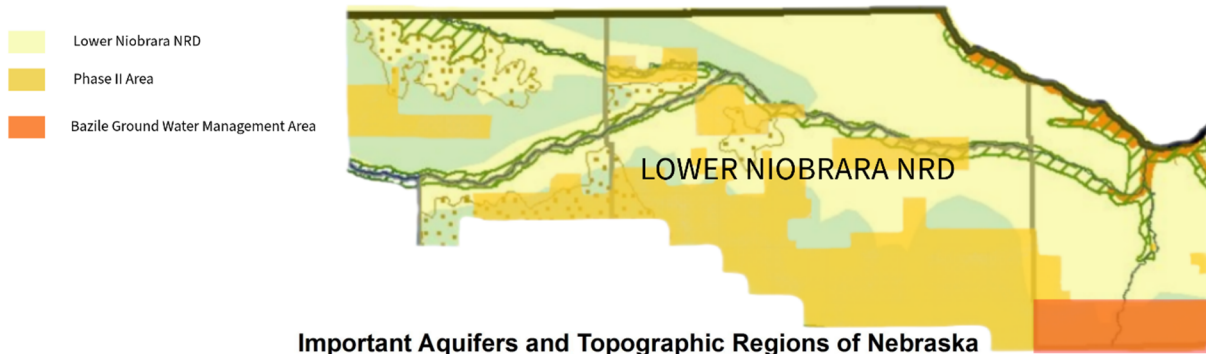 Lower Niobrara NRD
Phase II Area
Bazile Ground Water Management Area
LOWER NIOBRARA NRD
Important Aquifers and Topographic Regions of Nebraska